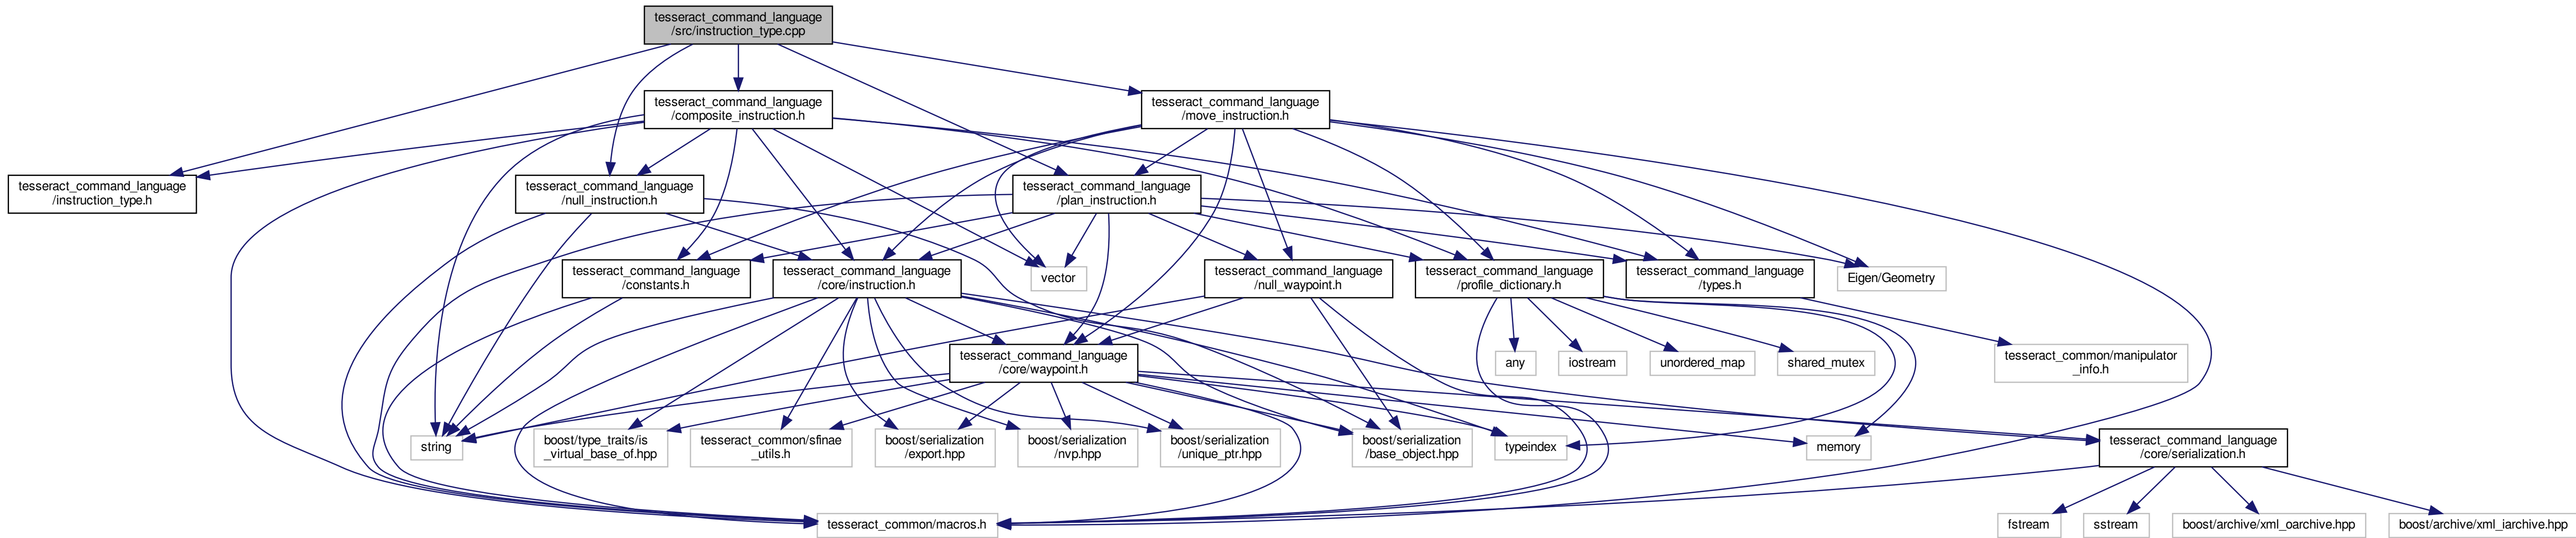 tesseract_command_language
/src/instruction_type.cpp
tesseract_command_language
/composite_instruction.h
tesseract_command_language
/move_instruction.h
tesseract_command_language
/instruction_type.h
tesseract_command_language
/null_instruction.h
tesseract_command_language
/plan_instruction.h
tesseract_command_language
/constants.h
tesseract_command_language
/core/instruction.h
vector
tesseract_command_language
/null_waypoint.h
tesseract_command_language
/profile_dictionary.h
tesseract_command_language
/types.h
Eigen/Geometry
tesseract_command_language
/core/waypoint.h
any
iostream
unordered_map
shared_mutex
tesseract_common/manipulator
_info.h
string
boost/type_traits/is
_virtual_base_of.hpp
tesseract_common/sfinae
_utils.h
boost/serialization
/export.hpp
boost/serialization
/nvp.hpp
boost/serialization
/unique_ptr.hpp
boost/serialization
/base_object.hpp
typeindex
memory
tesseract_command_language
/core/serialization.h
tesseract_common/macros.h
fstream
sstream
boost/archive/xml_oarchive.hpp
boost/archive/xml_iarchive.hpp